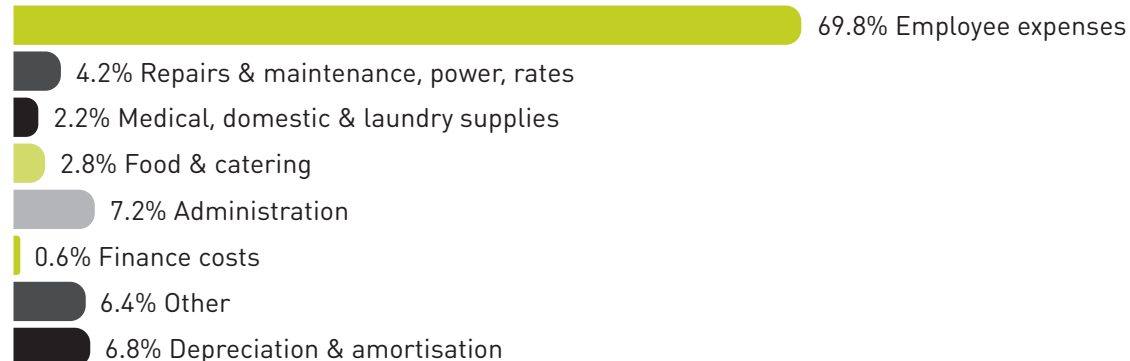 69.8% Employee expenses
4.2% Repairs & maintenance, power, rates
2.2% Medical, domestic & laundry supplies
2.8% Food & catering
7.2% Administration
0.6% Finance costs
6.4% Other
6.8% Depreciation & amortisation